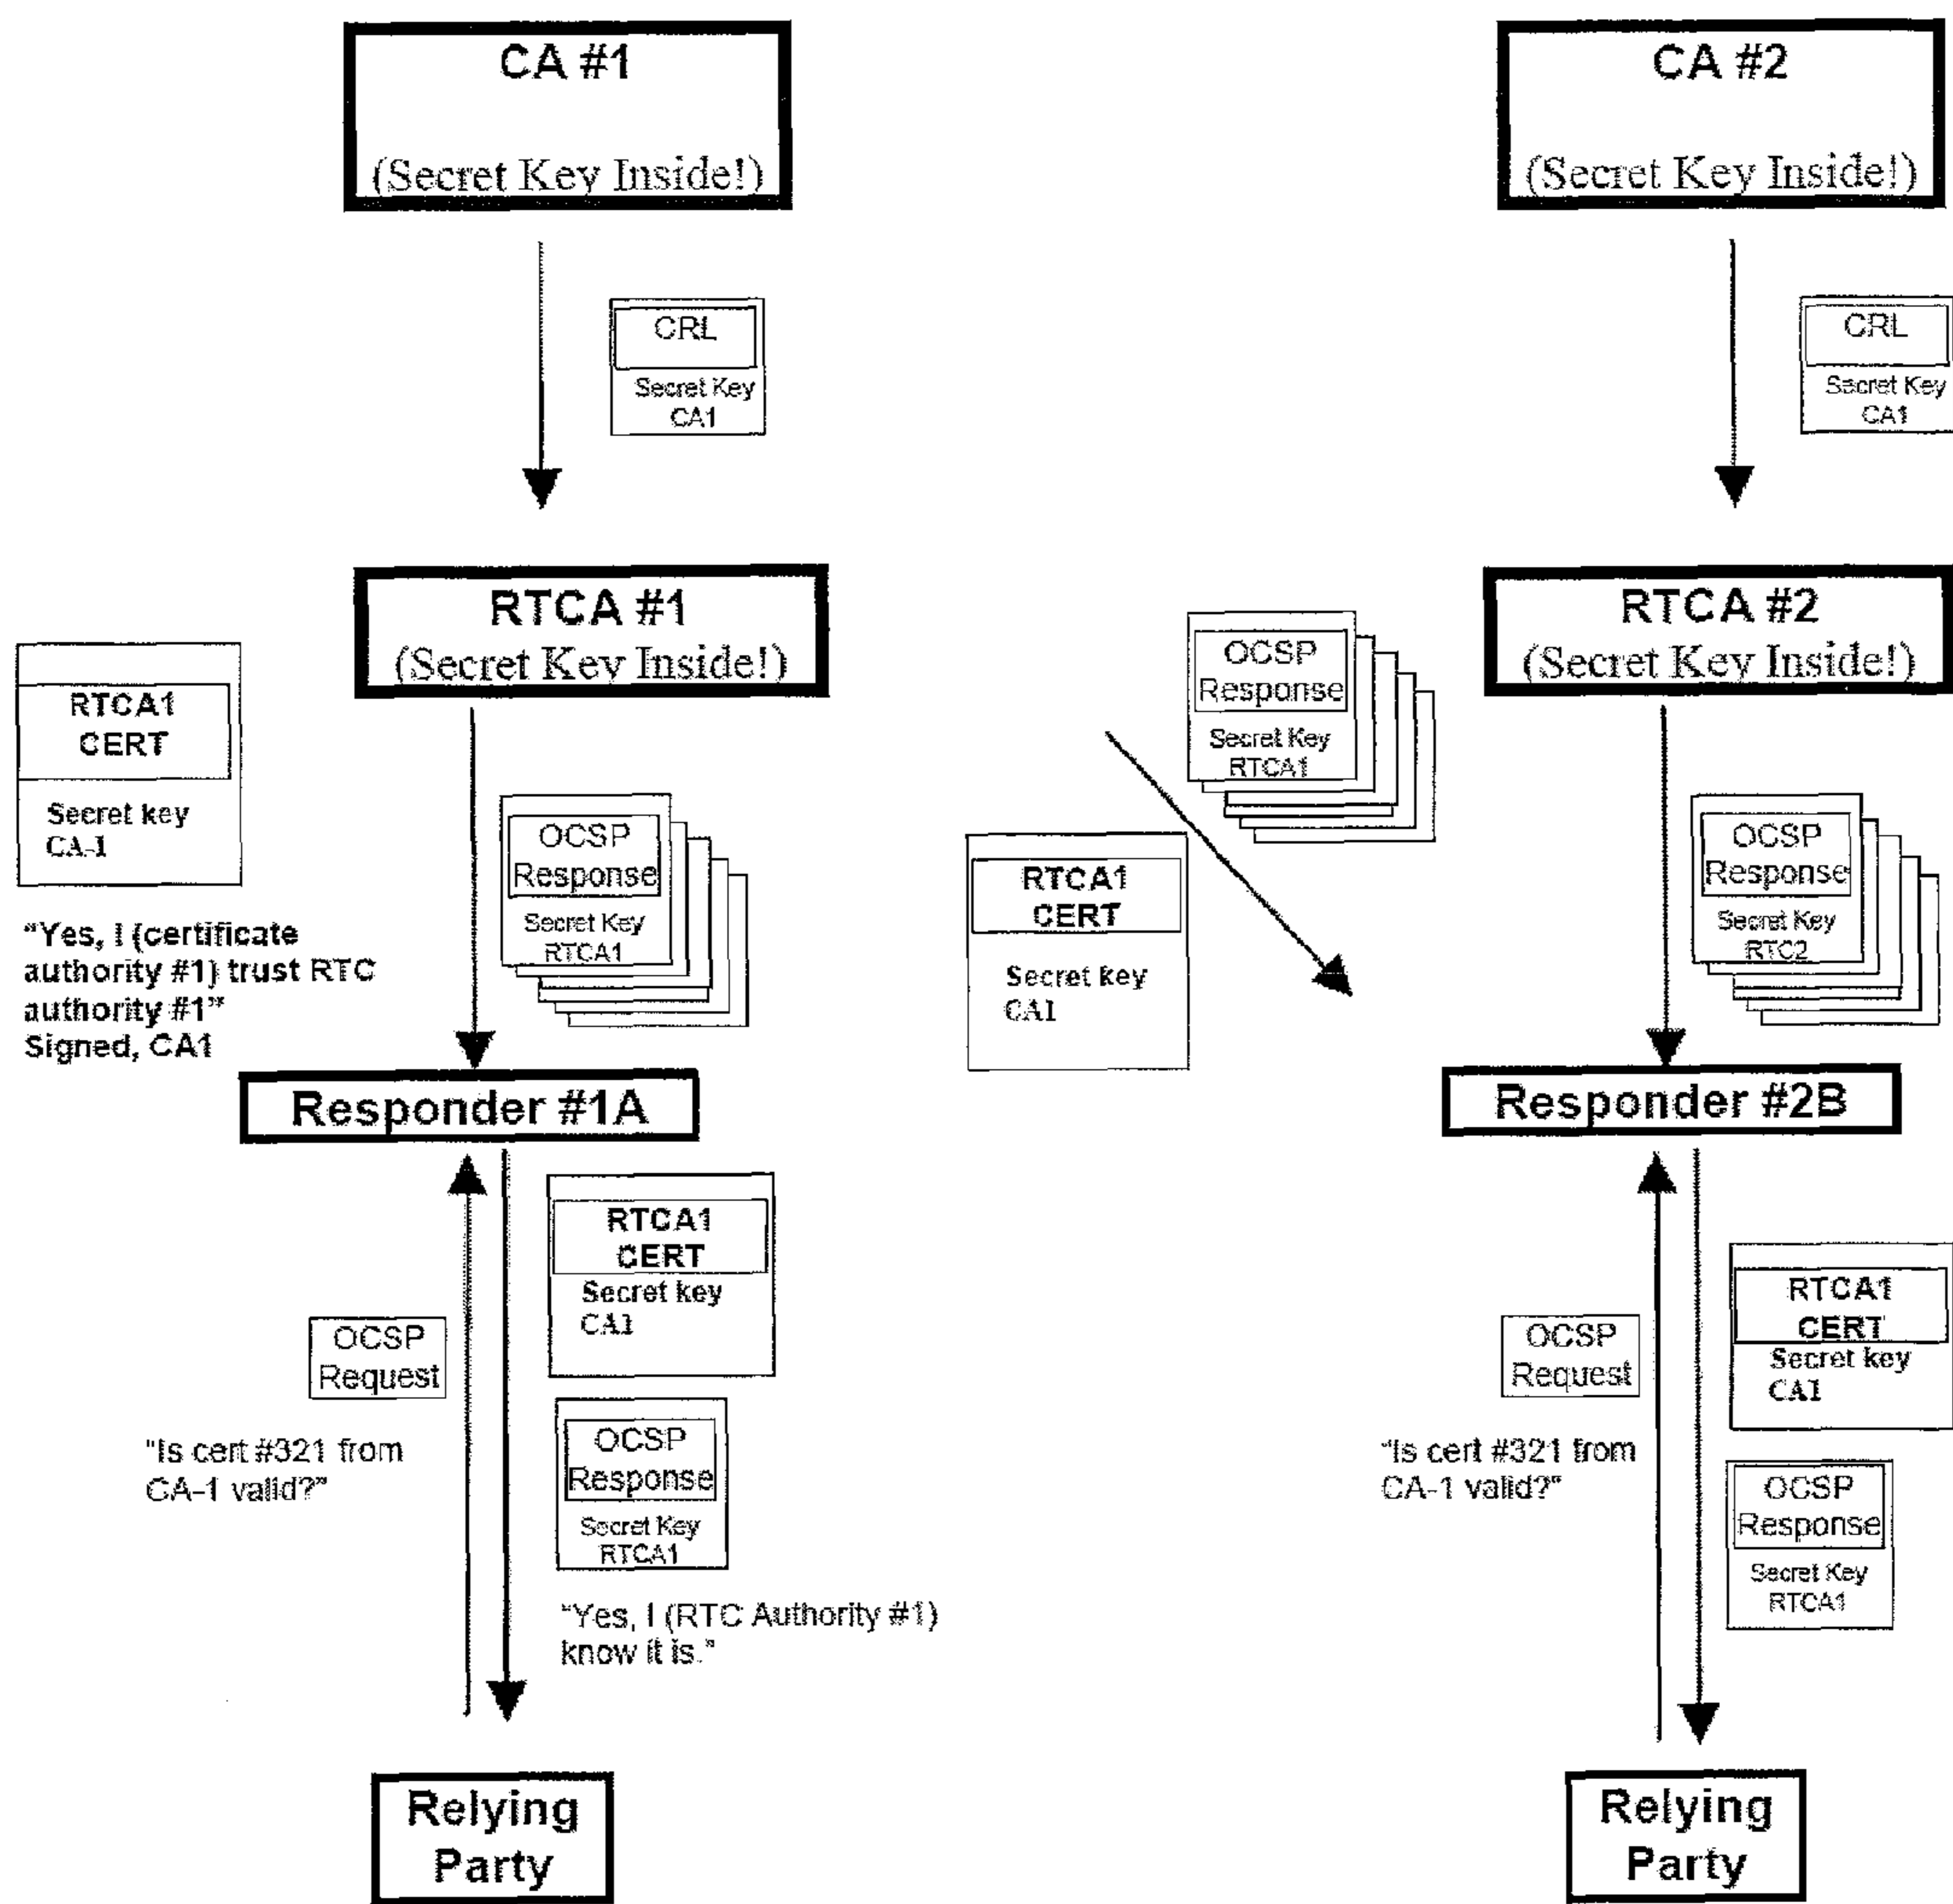 CA #1
(Secret Key Inside!)
CA #2
(Secret Key Inside!)
CRL
Secret Key
CA1
CRL
Secret Key
CA1
RTCA #1
(Secret Key Inside!)
RTCA #2
(Secret Key Inside!)
RTCA1
CERT
Secret key
CA-1
"Yes, I (certificate
authority #1) trust RTC
authority #1"
Signed, CA1
OCSP
Response
Secret Key
RTCA1
OCSP
Response
Secret Key
RTCA1
RTCA1
CERT
Secret key
CA1
OCSP
Response
Secret Key
RTC2
Responder #1A
Responder #2B
RTCA1
CERT
Secret key
CA1
OCSP
Request
"Is cert #321 from
CA-1 valid?"
OCSP
Response
Secret Key
RTCA1
"Yes, I (RTC Authority #1)
know it is."
RTCA1
CERT
Secret key
CA1
OCSP
Request
"Is cert #321 from
CA-1 valid?"
OCSP
Response
Secret Key
RTCA1
Relying
Party
Relying
Party